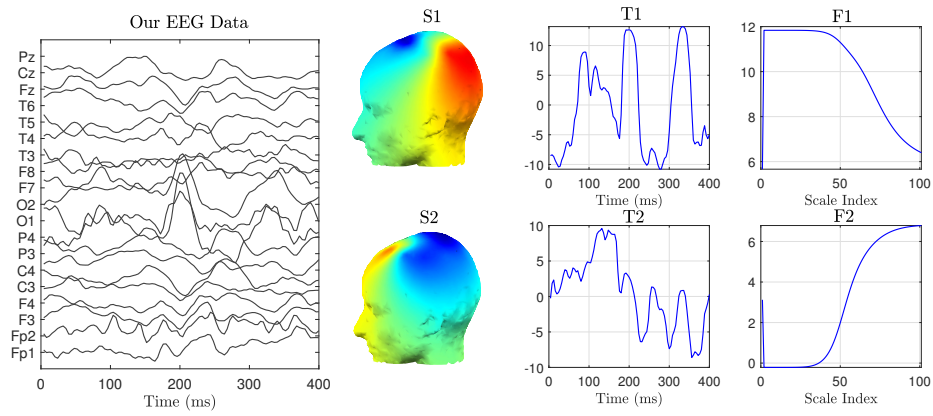 Our EEG Data
Pz
Cz
Fz
T6
T5
T4
T3
F8
F7
O2
O1
P4
P3
C4
C3
F4
F3
Fp2
Fp1
0 100 200 300 400
Time (ms)
S1
S2
T1
10
5
0
-5
-10
0 100 200 300 400
Time (ms)
F1
12
10
8
6
0 50 100
Scale Index
T2
10
5
0
-5
-10
0 100 200 300 400
Time (ms)
F2
6
4
2
0
0 50 100
Scale Index